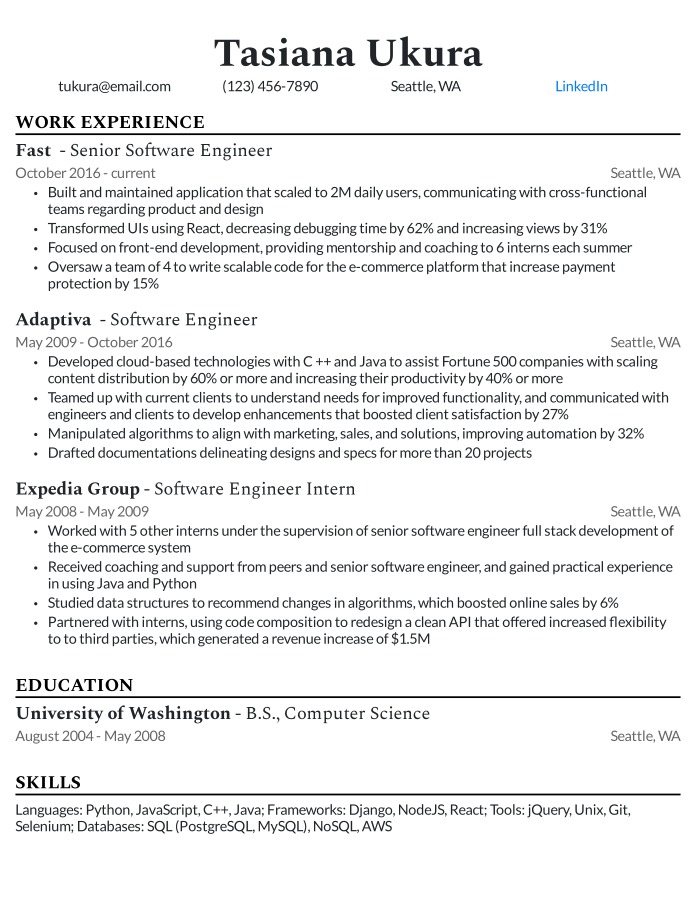 Tasiana Ukura
tukura@email.com (123) 456-7890 Seattle, WA LinkedIn
WORK EXPERIENCE
Fast - Senior Software Engineer
October 2016 - current Seattle, WA
• Built and maintained application that scaled to 2M daily users, communicating with cross-functional
teams regarding product and design
• Transformed UIs using React, decreasing debugging time by 62% and increasing views by 31%
• Focused on front-end development, providing mentorship and coaching to 6 interns each summer
• Oversaw a team of 4 to write scalable code for the e-commerce platform that increase payment
protection by 15%
Adaptiva - Software Engineer
May 2009 - October 2016 Seattle, WA
• Developed cloud-based technologies with C ++ and Java to assist Fortune 500 companies with scaling
content distribution by 60% or more and increasing their productivity by 40% or more
• Teamed up with current clients to understand needs for improved functionality, and communicated with
engineers and clients to develop enhancements that boosted client satisfaction by 27%
• Manipulated algorithms to align with marketing, sales, and solutions, improving automation by 32%
• Drafted documentations delineating designs and specs for more than 20 projects
Expedia Group - Software Engineer Intern
May 2008 - May 2009 Seattle, WA
• Worked with 5 other interns under the supervision of senior software engineer full stack development of
the e-commerce system
• Received coaching and support from peers and senior software engineer, and gained practical experience
in using Java and Python
• Studied data structures to recommend changes in algorithms, which boosted online sales by 6%
• Partnered with interns, using code composition to redesign a clean API that offered increased flexibility
to to third parties, which generated a revenue increase of $1.5M
EDUCATION
University of Washington - B.S., Computer Science
August 2004 - May 2008 Seattle, WA
SKILLS
Languages: Python, JavaScript, C++, Java; Frameworks: Django, NodeJS, React; Tools: jQuery, Unix, Git,
Selenium; Databases: SQL (PostgreSQL, MySQL), NoSQL, AWS